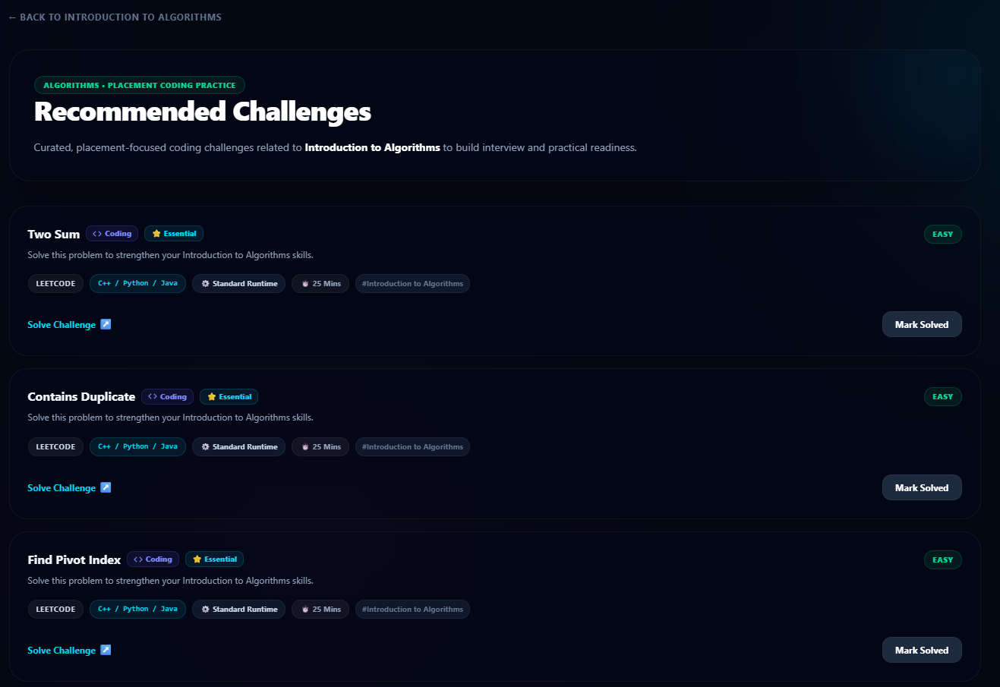 ← BACK TO INTRODUCTION TO ALGORITHMS
ALGORITHMS • PLACEMENT CODING PRACTICE
Recommended Challenges
Curated, placement-focused coding challenges related to Introduction to Algorithms to build interview and practical readiness.
Two Sum <> Coding ⭐ Essential EASY
Solve this problem to strengthen your Introduction to Algorithms skills.
LEETCODE C++ / Python / Java ⚙ Standard Runtime 25 Mins #Introduction to Algorithms
Solve Challenge ↗ Mark Solved
Contains Duplicate <> Coding ⭐ Essential EASY
Solve this problem to strengthen your Introduction to Algorithms skills.
LEETCODE C++ / Python / Java ⚙ Standard Runtime 25 Mins #Introduction to Algorithms
Solve Challenge ↗ Mark Solved
Find Pivot Index <> Coding ⭐ Essential EASY
Solve this problem to strengthen your Introduction to Algorithms skills.
LEETCODE C++ / Python / Java ⚙ Standard Runtime 25 Mins #Introduction to Algorithms
Solve Challenge ↗ Mark Solved